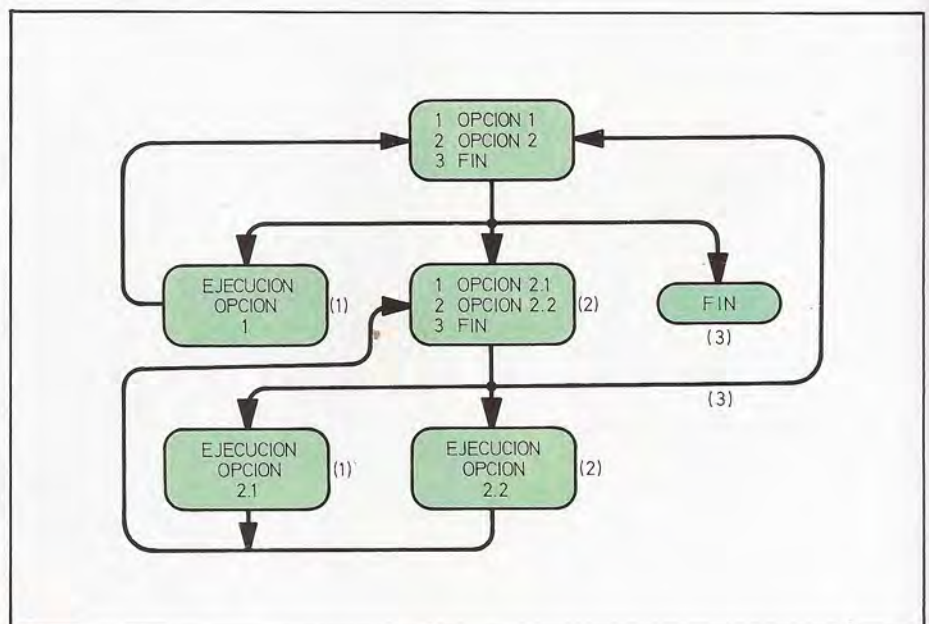 1 OPCION 1
2 OPCION 2
3 FIN
EJECUCION
OPCION
1
(1)
1 OPCION 2.1
2 OPCION 2.2
3 FIN
(2)
FIN
(3)
(3)
EJECUCION
OPCION
2.1
(1)
EJECUCION
OPCION
2.2
(2)